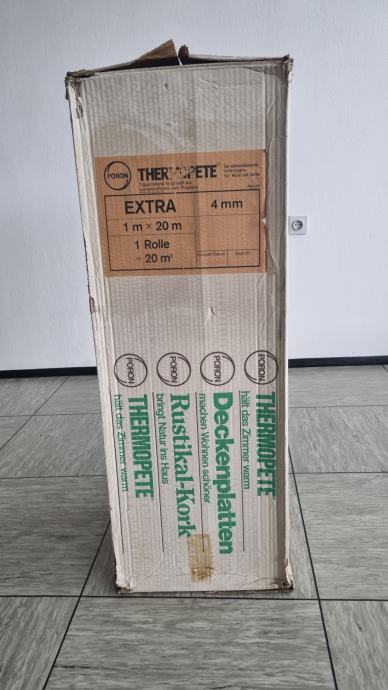 PORON
THERMOPETE
EXTRA
4 mm
1 m × 20 m
1 Rolle
= 20 m²
PORON
THERMOPETE
hält das Zimmer warm
PORON
Deckenplatten
machen Wohnen schöner
PORON
Rustikal-Kork
bringt Natur ins Haus
PORON
THERMOPETE
hält das Zimmer warm